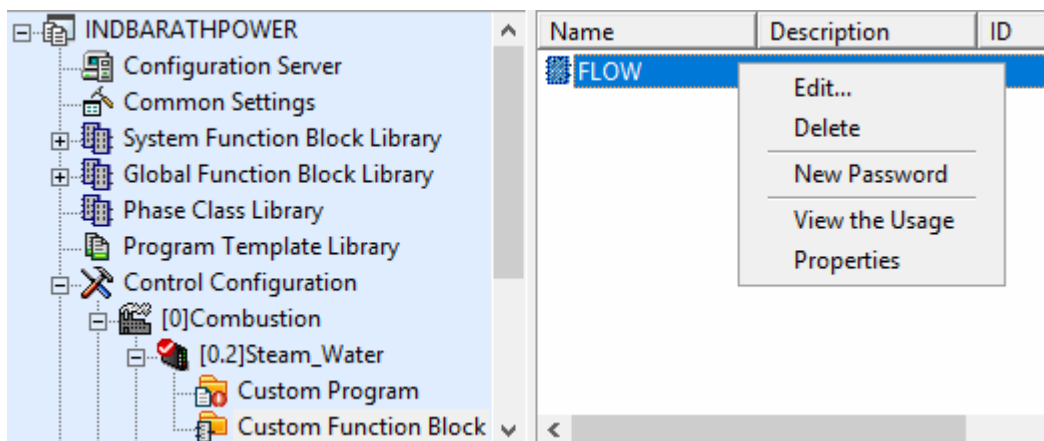 INDBARATHPOWER
Configuration Server
Common Settings
System Function Block Library
Global Function Block Library
Phase Class Library
Program Template Library
Control Configuration
[0]Combustion
[0.2]Steam_Water
Custom Program
Custom Function Block
Name Description ID
FLOW
Edit...
Delete
New Password
View the Usage
Properties